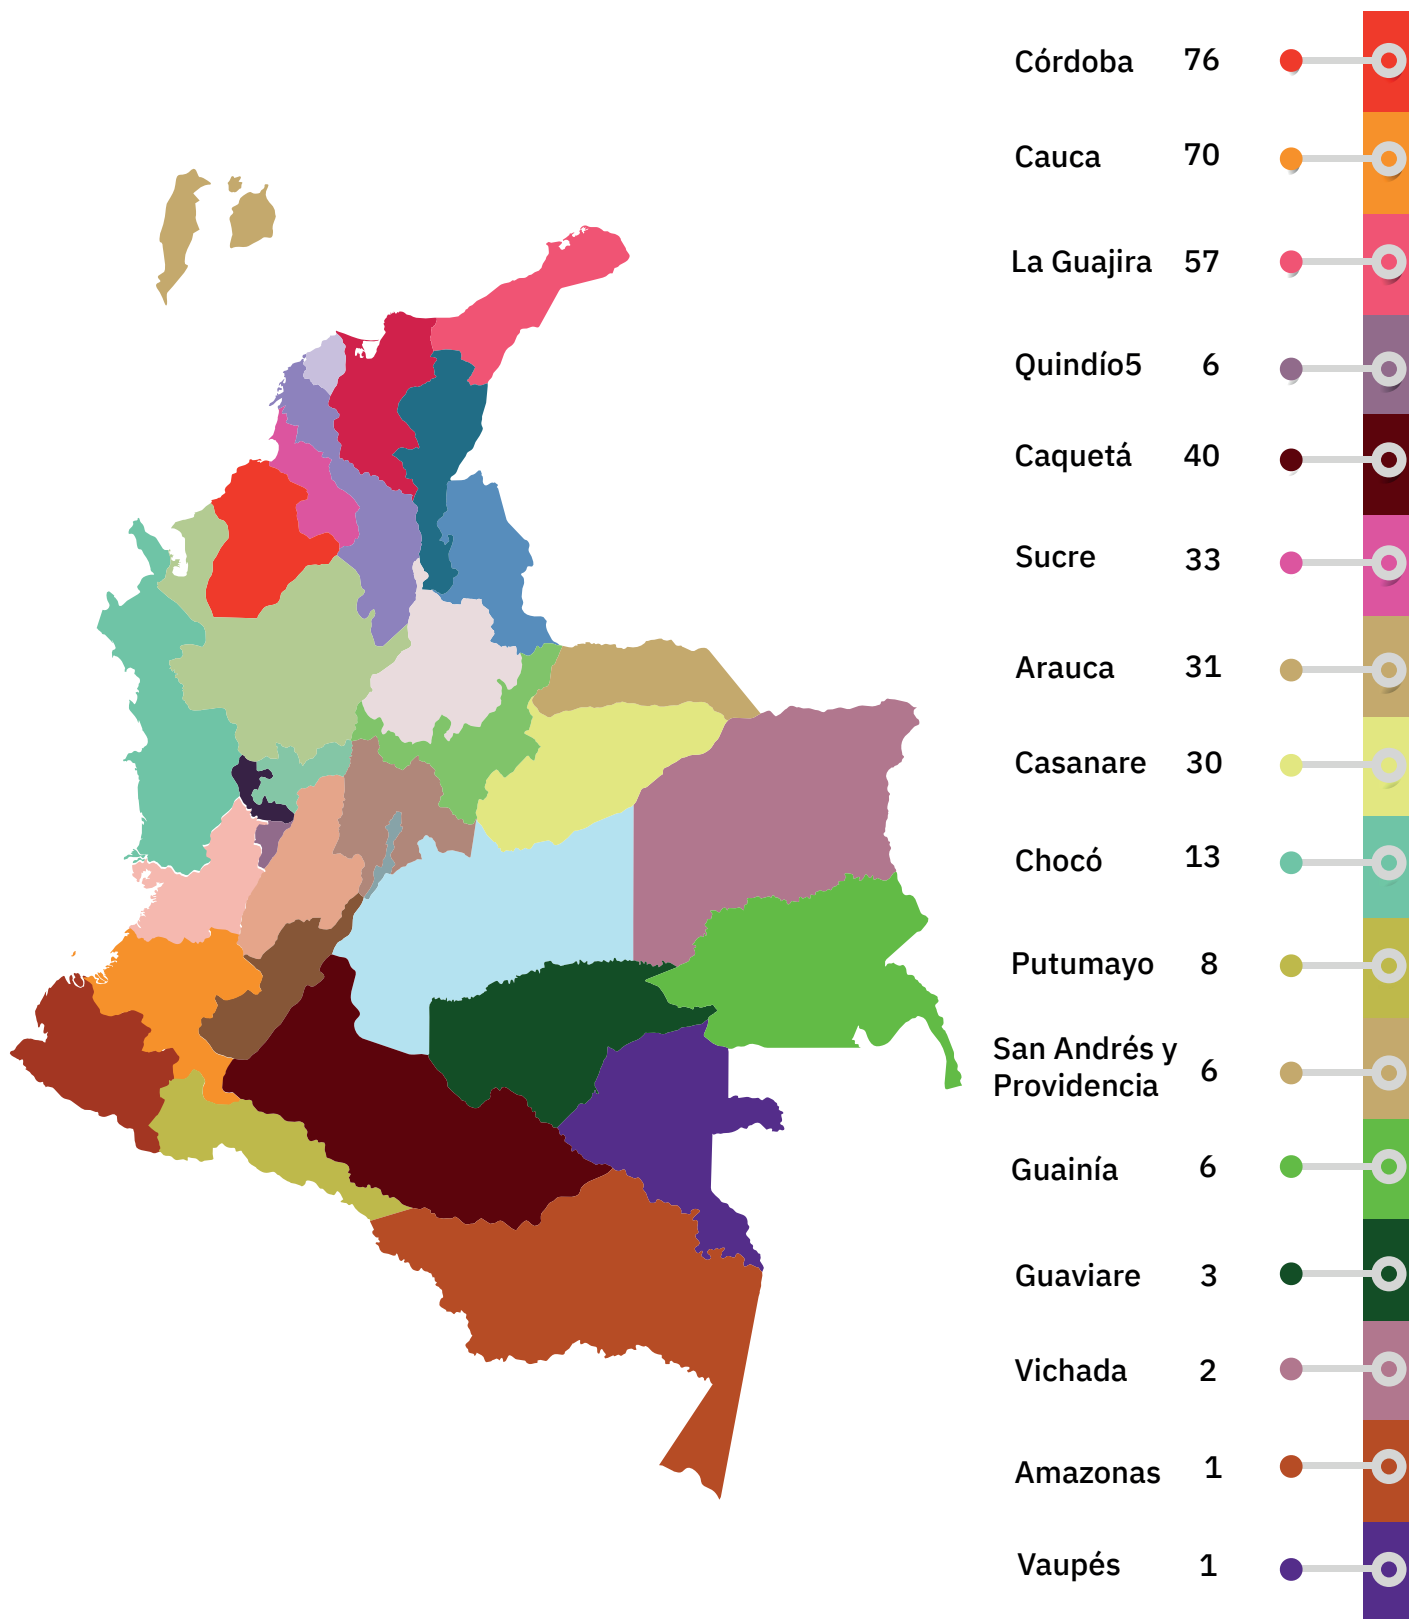 Córdoba 76
Cauca 70
La Guajira 57
Quindío5 6
Caquetá 40
Sucre 33
Arauca 31
Casanare 30
Chocó 13
Putumayo 8
San Andrés y
Providencia 6
Guainía 6
Guaviare 3
Vichada 2
Amazonas 1
Vaupés 1